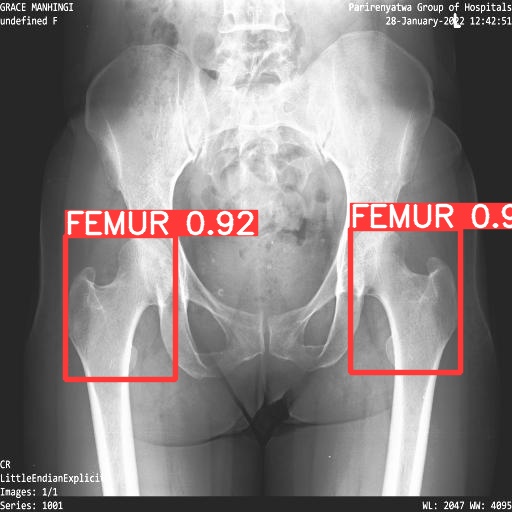 GRACE MANHINGI
undefined F
Parirenyatwa Group of Hospitals
28-January-2022 12:42:51
L
FEMUR 0.92
FEMUR 0.9
CR
LittleEndianExplici
Images: 1/1
Series: 1001
WL: 2047 WW: 4095